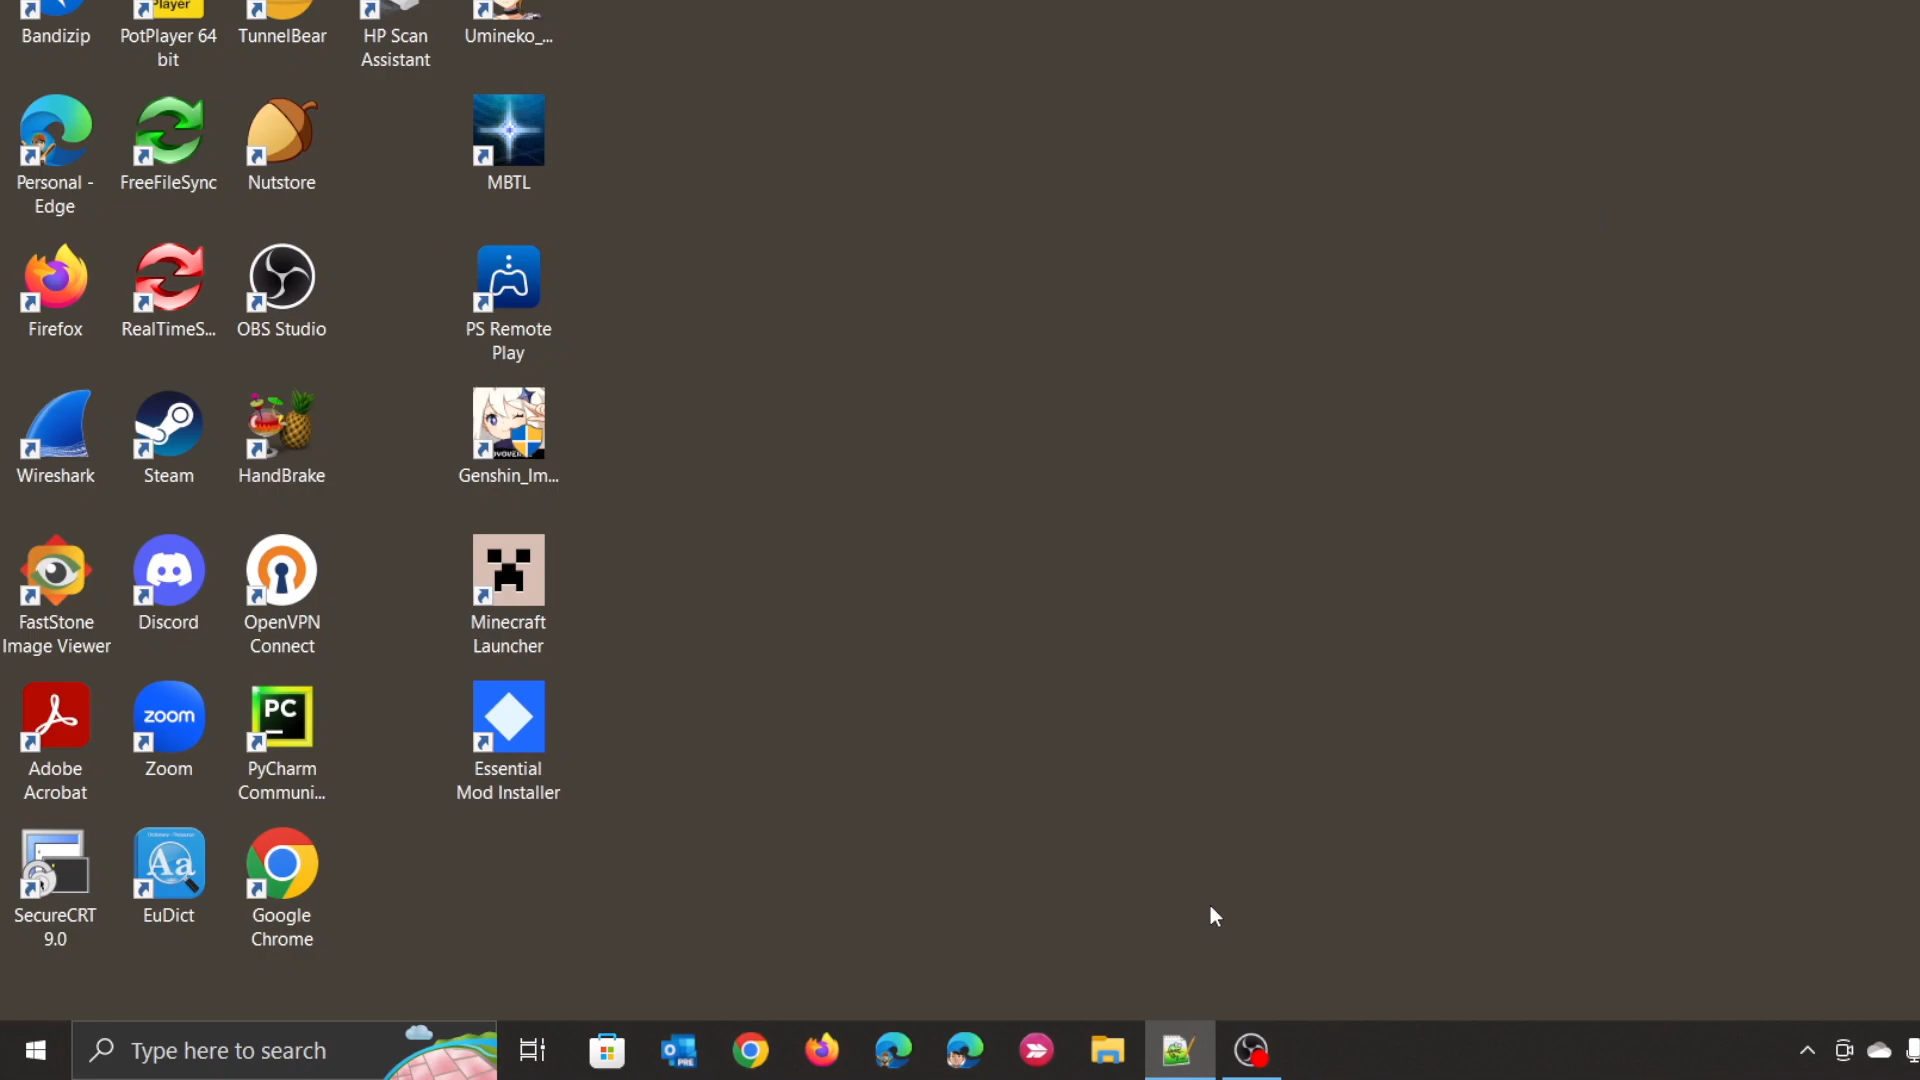 Player
Bandizip
PotPlayer 64
bit
TunnelBear
HP Scan
Assistant
Umineko_...
Personal -
Edge
FreeFileSync
Nutstore
MBTL
Firefox
RealTimeS...
OBS Studio
PS Remote
Play
Wireshark
Steam
HandBrake
Genshin_Im...
FastStone
Image Viewer
Discord
OpenVPN
Connect
Minecraft
Launcher
zoom
PC
Adobe
Acrobat
Zoom
PyCharm
Communi...
Essential
Mod Installer
Aa
SecureCRT
9.0
EuDict
Google
Chrome
Type here to search
PRE